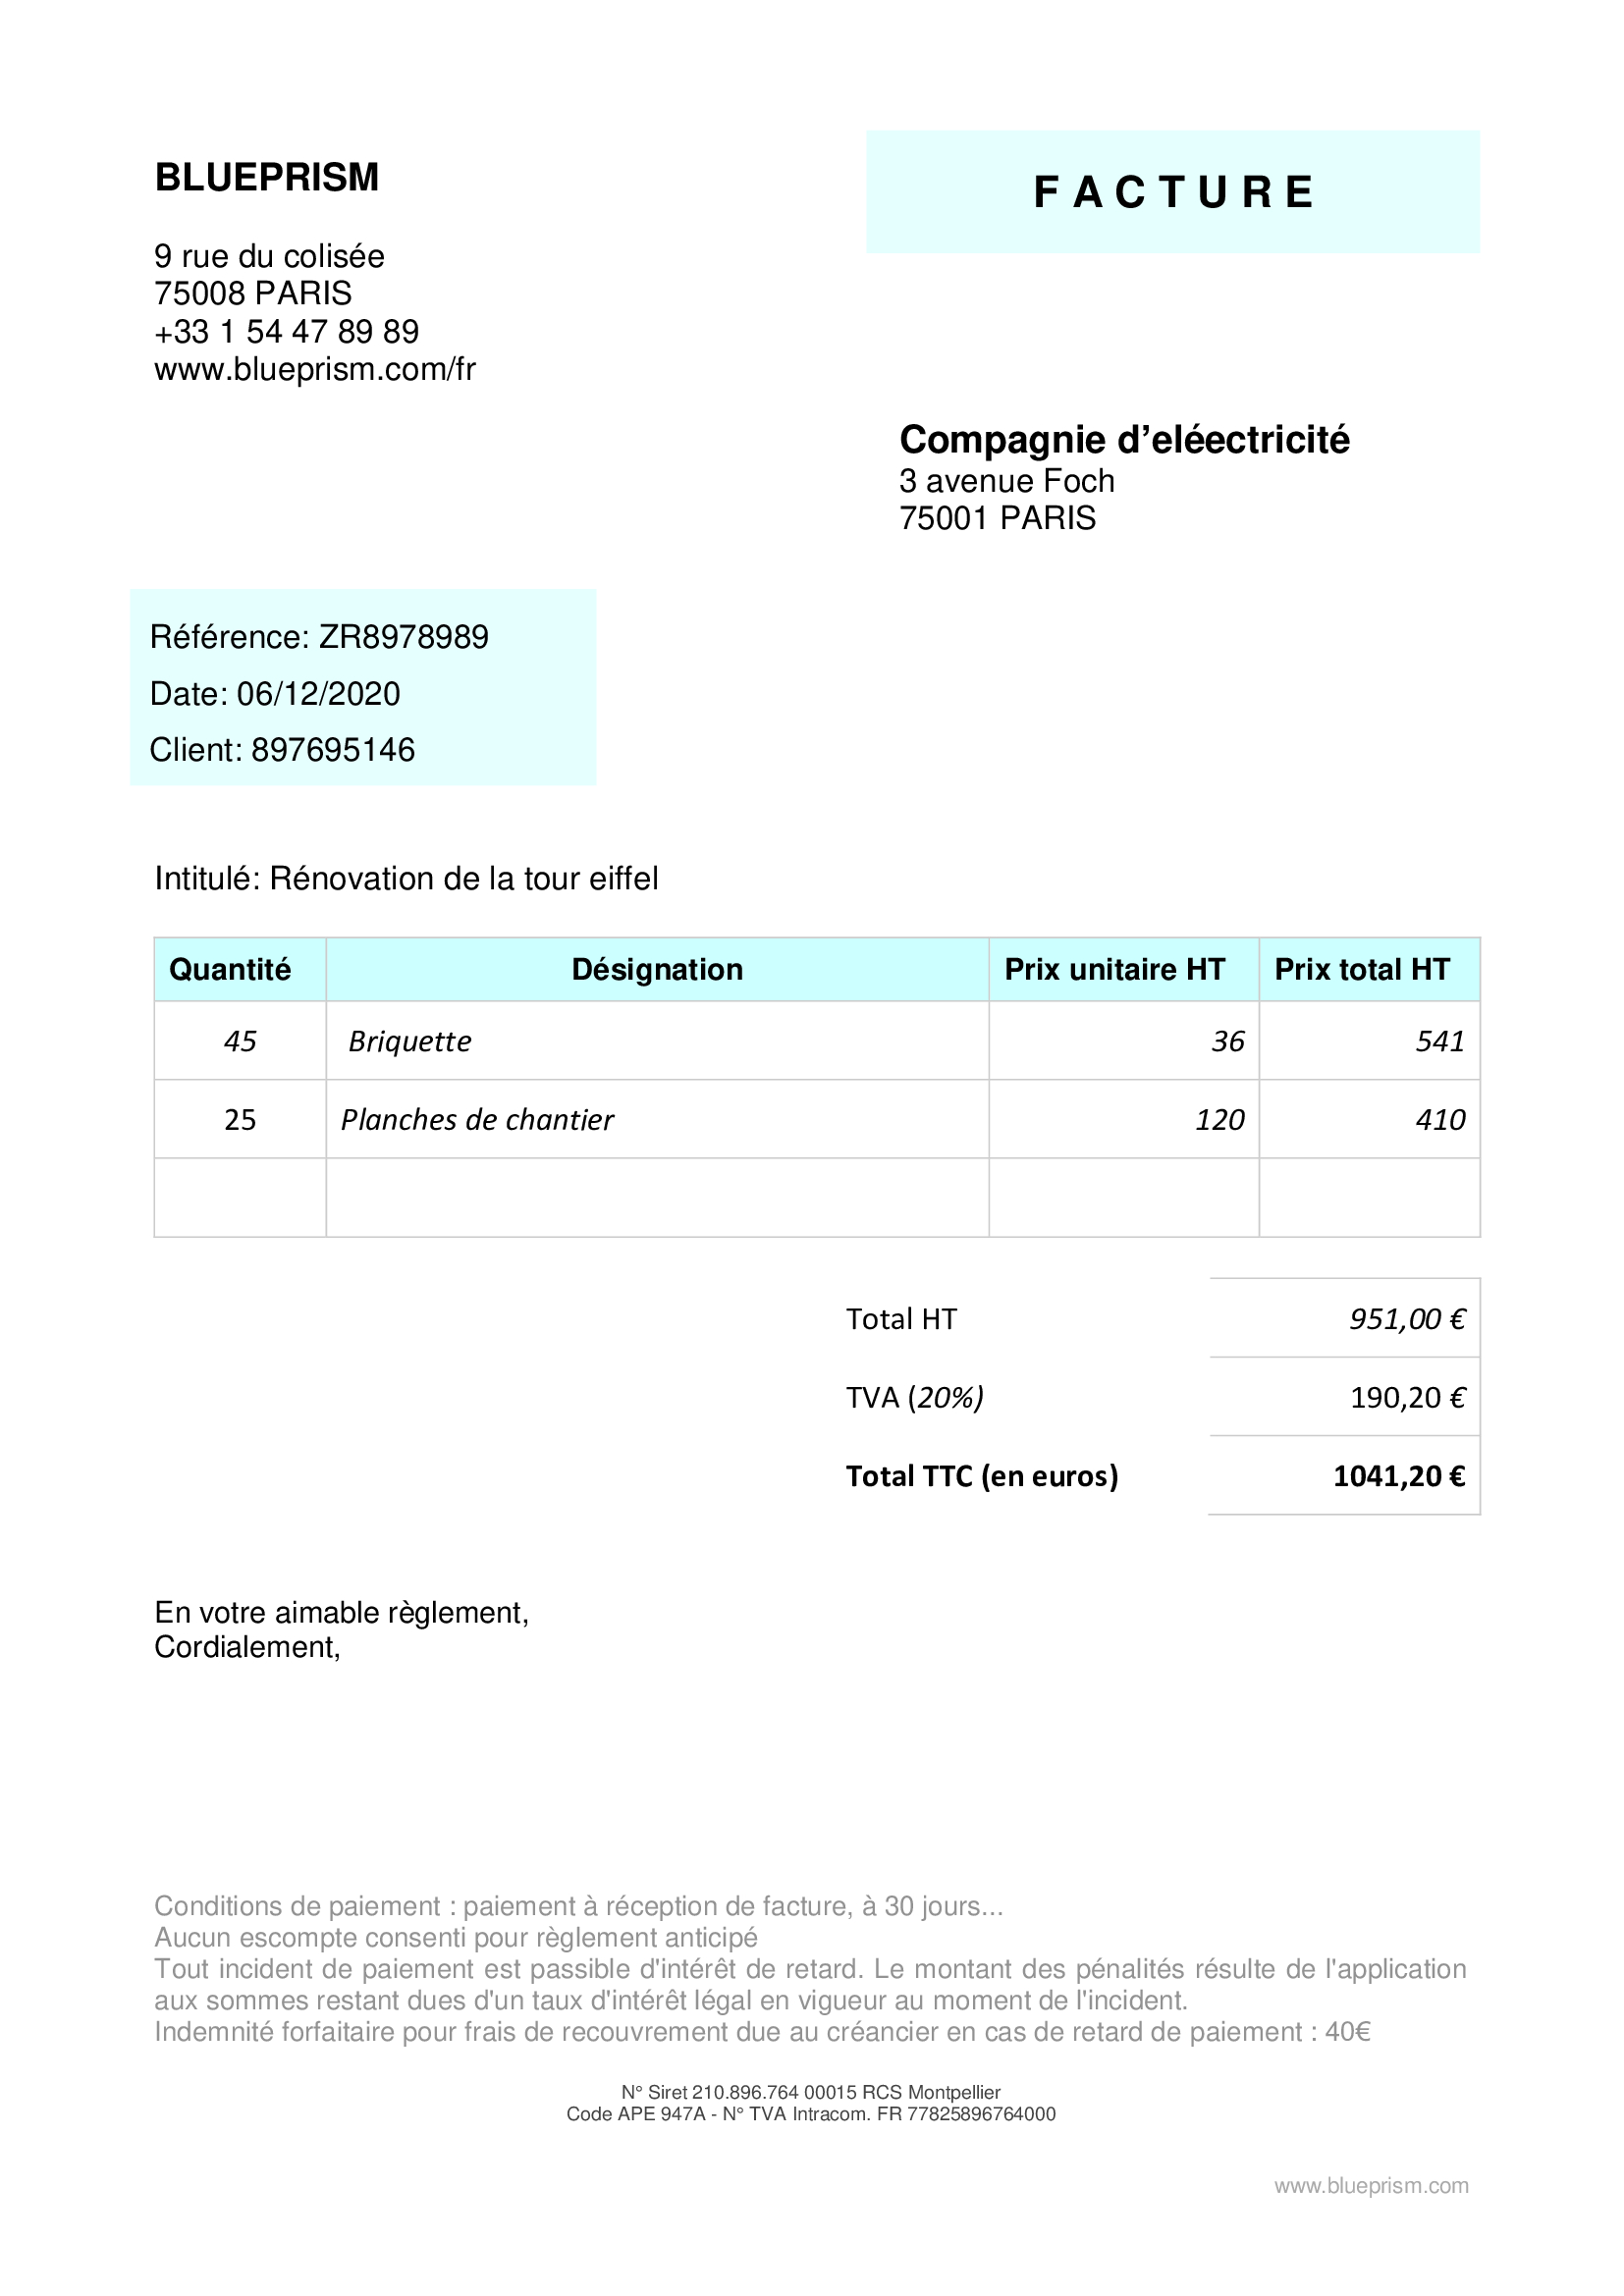 BLUEPRISM
FACTURE
9 rue du colisée
75008 PARIS
+33 1 54 47 89 89
www.blueprism.com/fr
Compagnie d’eléectricité
3 avenue Foch
75001 PARIS
Référence: ZR8978989
Date: 06/12/2020
Client: 897695146
Intitulé: Rénovation de la tour eiffel
Quantité Désignation Prix unitaire HT Prix total HT
45 Briquette 36 541
25 Planches de chantier 120 410
Total HT 951,00 €
TVA (20%) 190,20 €
Total TTC (en euros) 1041,20 €
En votre aimable règlement,
Cordialement,
Conditions de paiement : paiement à réception de facture, à 30 jours...
Aucun escompte consenti pour règlement anticipé
Tout incident de paiement est passible d'intérêt de retard. Le montant des pénalités résulte de l'application
aux sommes restant dues d'un taux d'intérêt légal en vigueur au moment de l'incident.
Indemnité forfaitaire pour frais de recouvrement due au créancier en cas de retard de paiement : 40€
N° Siret 210.896.764 00015 RCS Montpellier
Code APE 947A - N° TVA Intracom. FR 77825896764000
www.blueprism.com